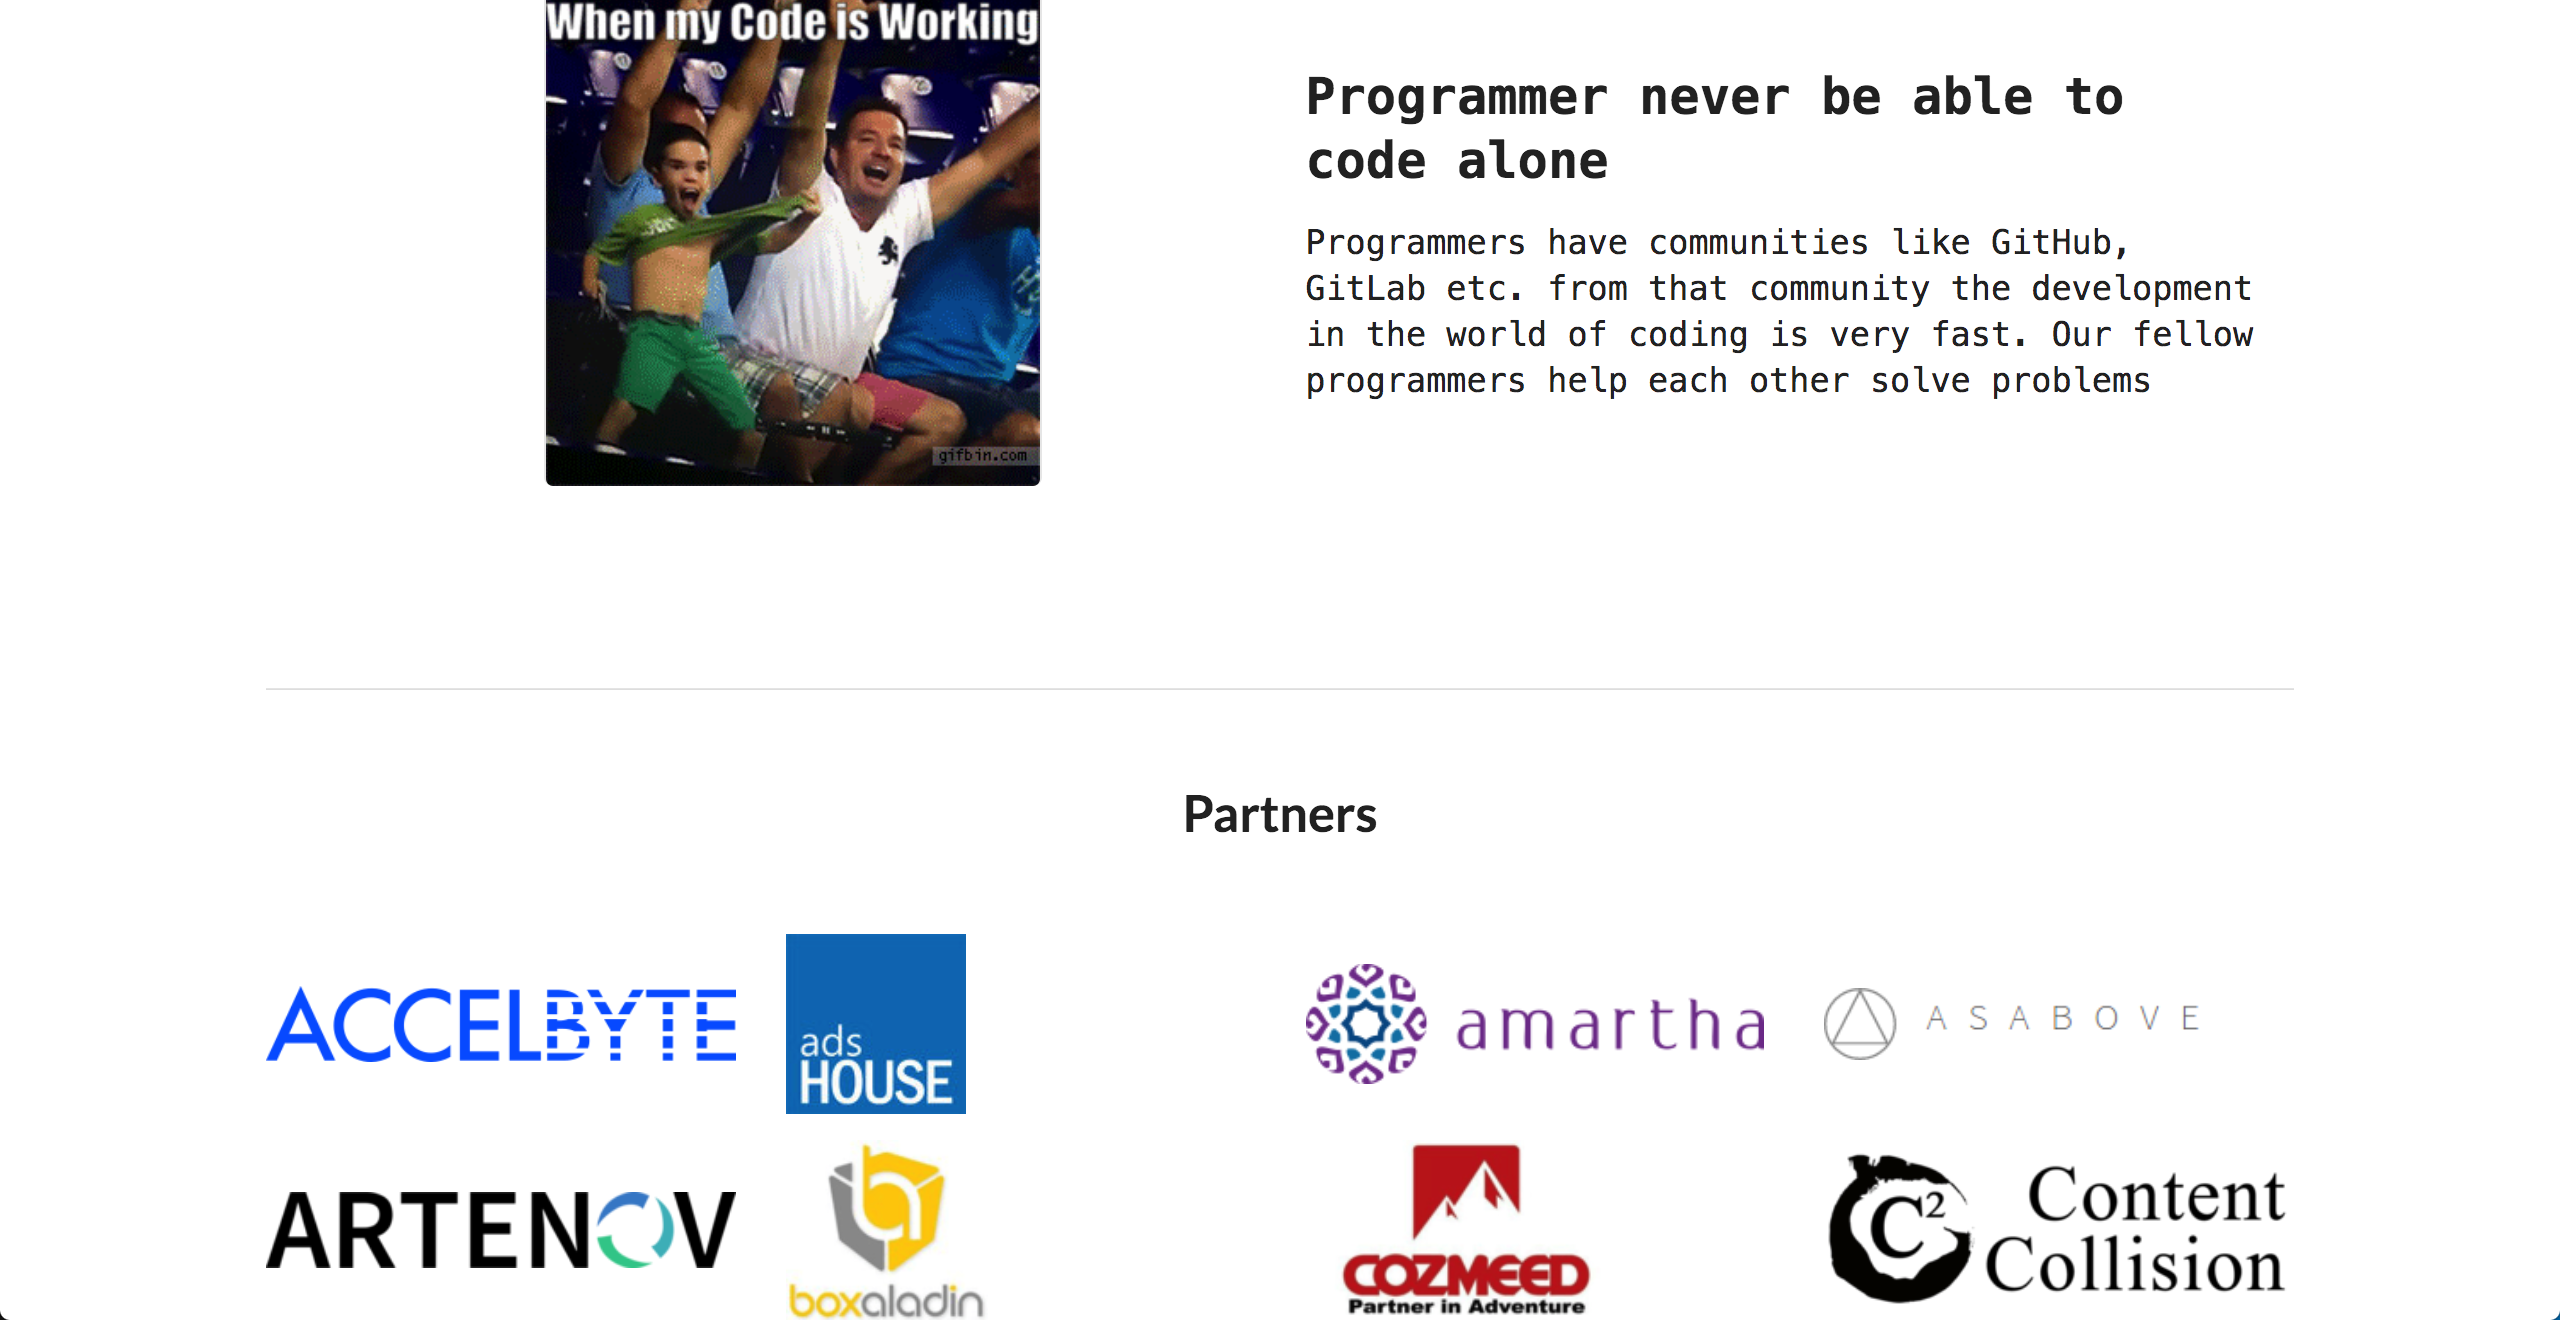 When my Code is Working
gifbin.com
Programmer never be able to
code alone
Programmers have communities like GitHub,
GitLab etc. from that community the development
in the world of coding is very fast. Our fellow
programmers help each other solve problems
Partners
ACCELBYTE
ads
HOUSE
amartha
ASABOVE
ARTENOV
boxaladin
COZMEED
Partner in Adventure
C2
Content
Collision